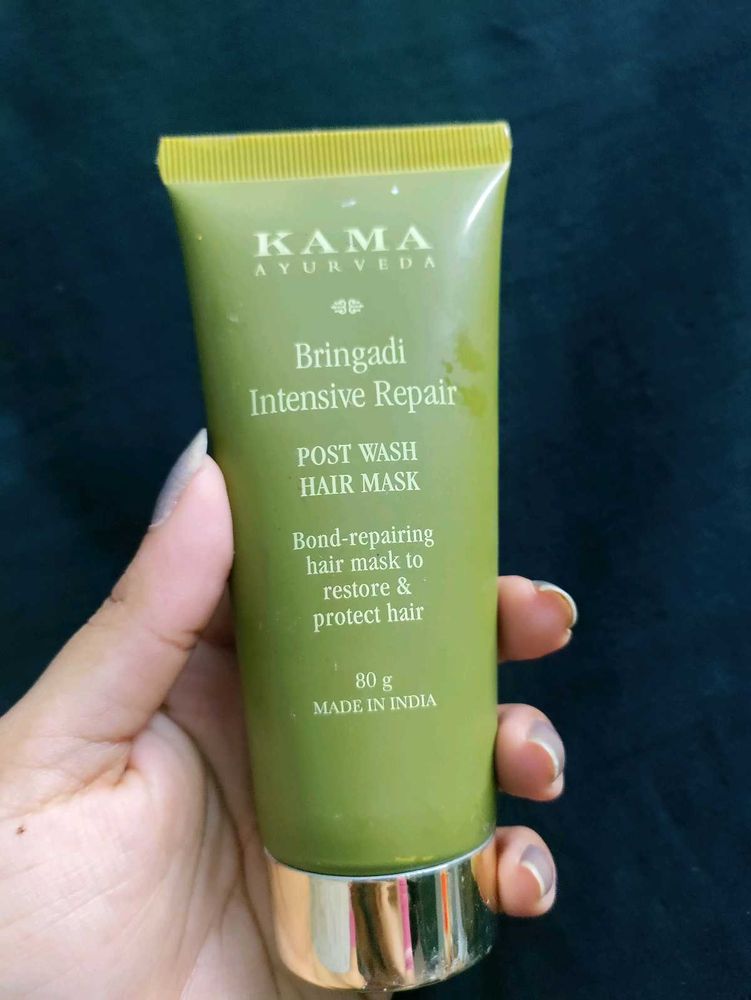 KAMA
AYURVEDA
Bringadi
Intensive Repair
POST WASH
HAIR MASK
Bond-repairing
hair mask to
restore &
protect hair
80 g
MADE IN INDIA